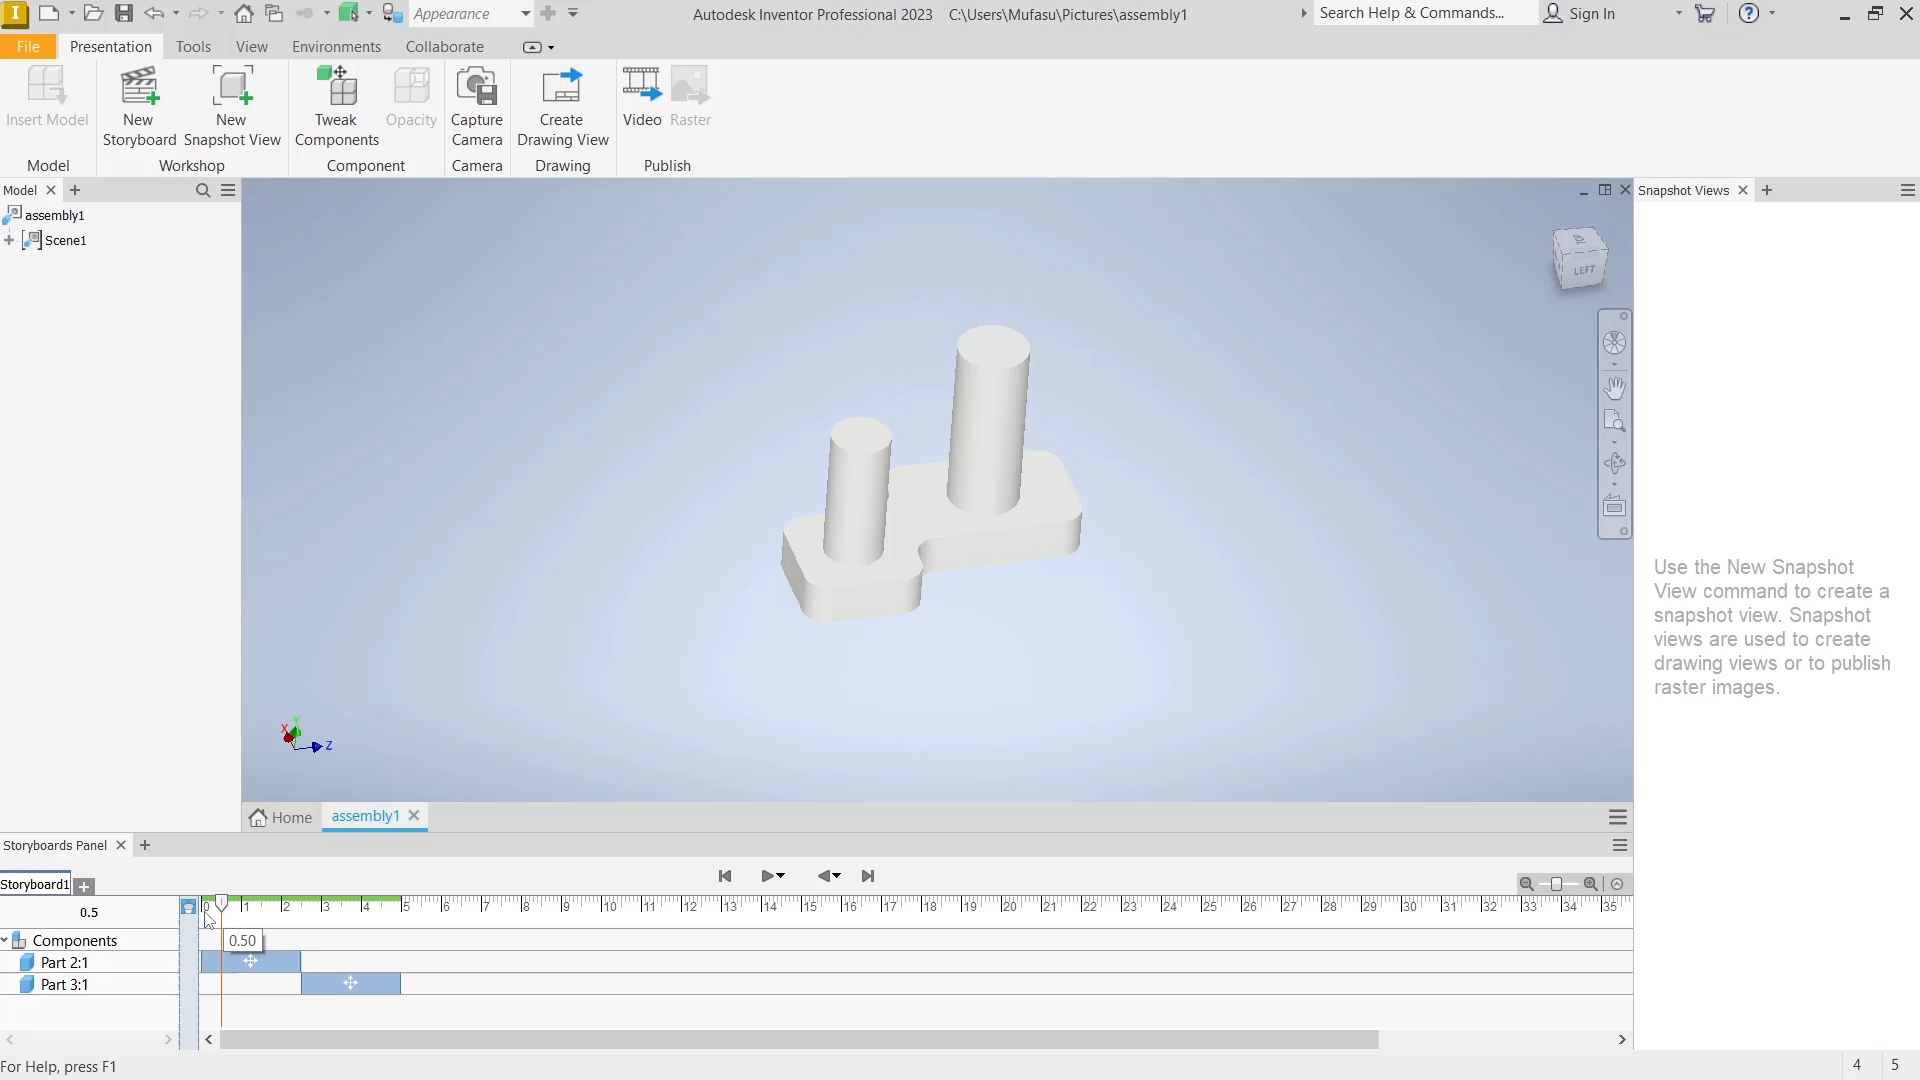 Appearance
Autodesk Inventor Professional 2023 C:\Users\Mufasu\Pictures\assembly1
Search Help & Commands...
Sign In
File
Presentation
Tools
View
Environments
Collaborate
Insert Model
New Storyboard
New Snapshot View
Tweak Components
Opacity
Capture Camera
Create Drawing View
Video
Raster
Model
Workshop
Component
Camera
Drawing
Publish
Model
assembly1
Scene1
LEFT
X
Y
Z
Snapshot Views
Use the New Snapshot
View command to create a
snapshot view. Snapshot
views are used to create
drawing views or to publish
raster images.
Home
assembly1
Storyboards Panel
Storyboard1
0.5
0 1 2 3 4 5 6 7 8 9 10 11 12 13 14 15 16 17 18 19 20 21 22 23 24 25 26 27 28 29 30 31 32 33 34 35
0.50
Components
Part 2:1
Part 3:1
For Help, press F1
4 5